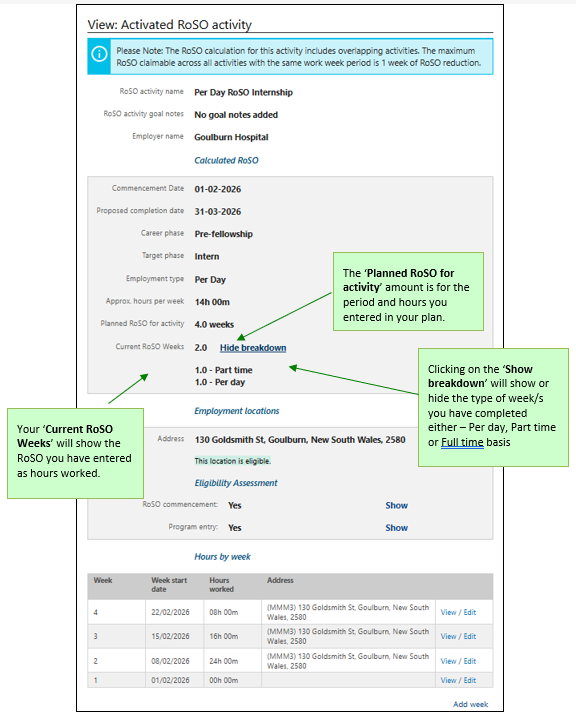 View: Activated RoSO activity
Please Note: The RoSO calculation for this activity includes overlapping activities. The maximum
RoSO claimable across all activities with the same work week period is 1 week of RoSO reduction.
RoSO activity name Per Day RoSO Internship
RoSO activity goal notes No goal notes added
Employer name Goulburn Hospital
Calculated RoSO
Commencement Date 01-02-2026
Proposed completion date 31-03-2026
Career phase Pre-fellowship
Target phase Intern
Employment type Per Day
Approx. hours per week 14h 00m
Planned RoSO for activity 4.0 weeks
Current RoSO Weeks 2.0 Hide breakdown
1.0 - Part time
1.0 - Per day
The ‘Planned RoSO for
activity’ amount is for the
period and hours you
entered in your plan.
Clicking on the ‘Show
breakdown’ will show or
hide the type of week/s
you have completed
either – Per day, Part time
or Full time basis
Your ‘Current RoSO
Weeks’ will show the
RoSO you have entered
as hours worked.
Employment locations
Address 130 Goldsmith St, Goulburn, New South Wales, 2580
This location is eligible.
Eligibility Assessment
RoSO commencement: Yes Show
Program entry: Yes Show
Hours by week
Week Week start Hours Address
date worked
4 22/02/2026 08h 00m (MMM3) 130 Goldsmith St, Goulburn, New South View / Edit
Wales, 2580
3 15/02/2026 16h 00m (MMM3) 130 Goldsmith St, Goulburn, New South View / Edit
Wales, 2580
2 08/02/2026 24h 00m (MMM3) 130 Goldsmith St, Goulburn, New South View / Edit
Wales, 2580
1 01/02/2026 00h 00m View / Edit
Add week